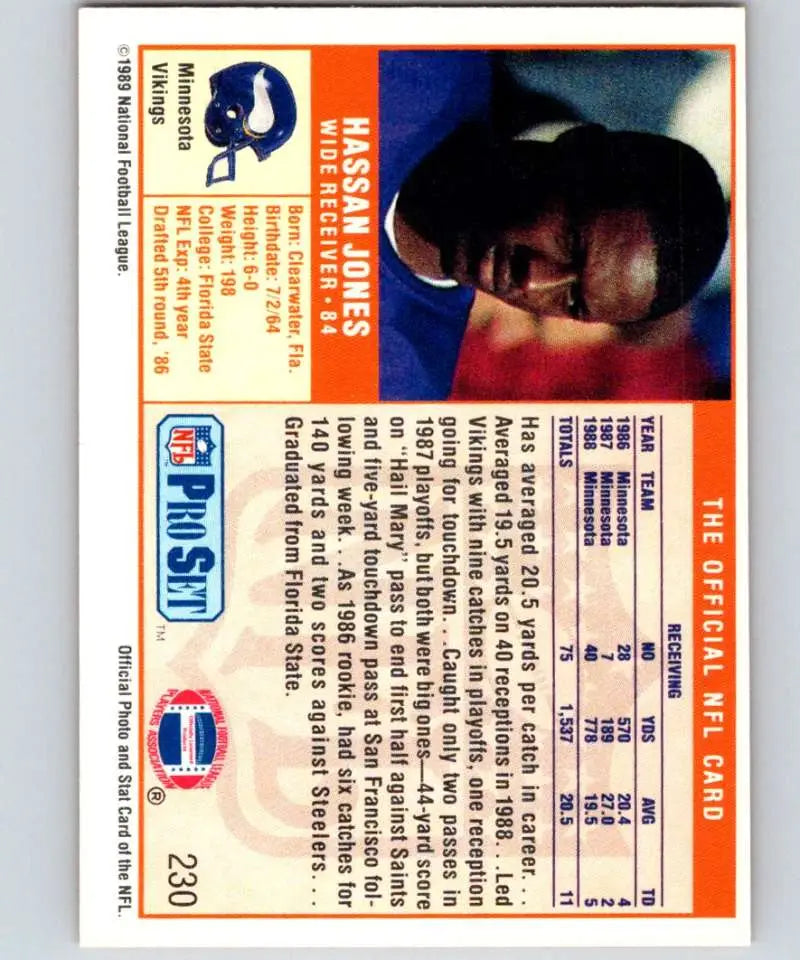 THE OFFICIAL NFL CARD
HASSAN JONES
WIDE RECEIVER • 84
Minnesota
Vikings
Born: Clearwater, Fla.
Birthdate: 7/2/64
Height: 6-0
Weight: 198
College: Florida State
NFL Exp: 4th year
Drafted 5th round, '86
RECEIVING
YEAR TEAM NO YDS AVG TD
1986 Minnesota 28 570 20.4 4
1987 Minnesota 7 189 27.0 2
1988 Minnesota 40 778 19.5 5
TOTALS 75 1,537 20.5 11
Has averaged 20.5 yards per catch in career. . .
Averaged 19.5 yards on 40 receptions in 1988. . .Led
Vikings with nine catches in playoffs, one reception
going for touchdown. . .Caught only two passes in
1987 playoffs, but both were big ones—44-yard score
on "Hail Mary" pass to end first half against Saints
and five-yard touchdown pass at San Francisco fol-
lowing week. . .As 1986 rookie, had six catches for
140 yards and two scores against Steelers. . .
Graduated from Florida State.
NFL PRO SET ™
NATIONAL FOOTBALL LEAGUE
PLAYERS ASSOCIATION
Officially Licensed
Product
®
230
©1989 National Football League.
Official Photo and Stat Card of the NFL.